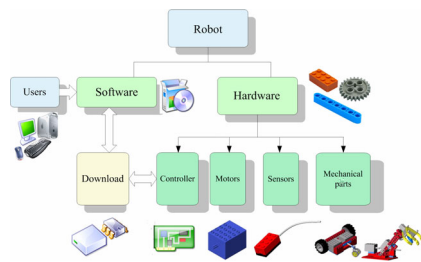 Robot
Users
Software
Hardware
Download
Controller
Motors
Sensors
Mechanical
parts